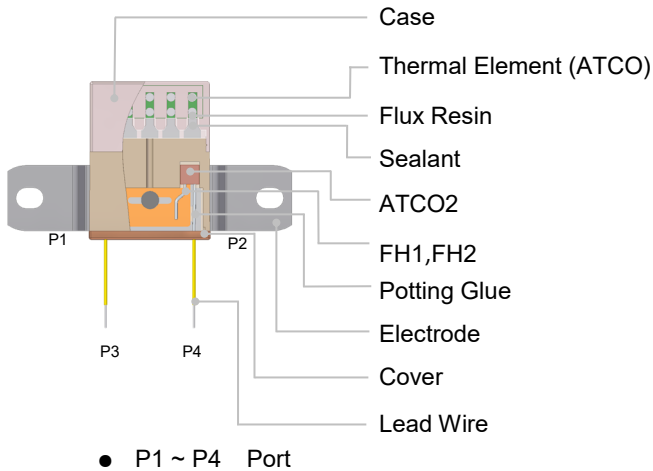 Case
Thermal Element (ATCO)
Flux Resin
Sealant
ATCO2
P1
P2
FH1,FH2
Potting Glue
Electrode
P3
P4
Cover
Lead Wire
● P1 ~ P4 Port